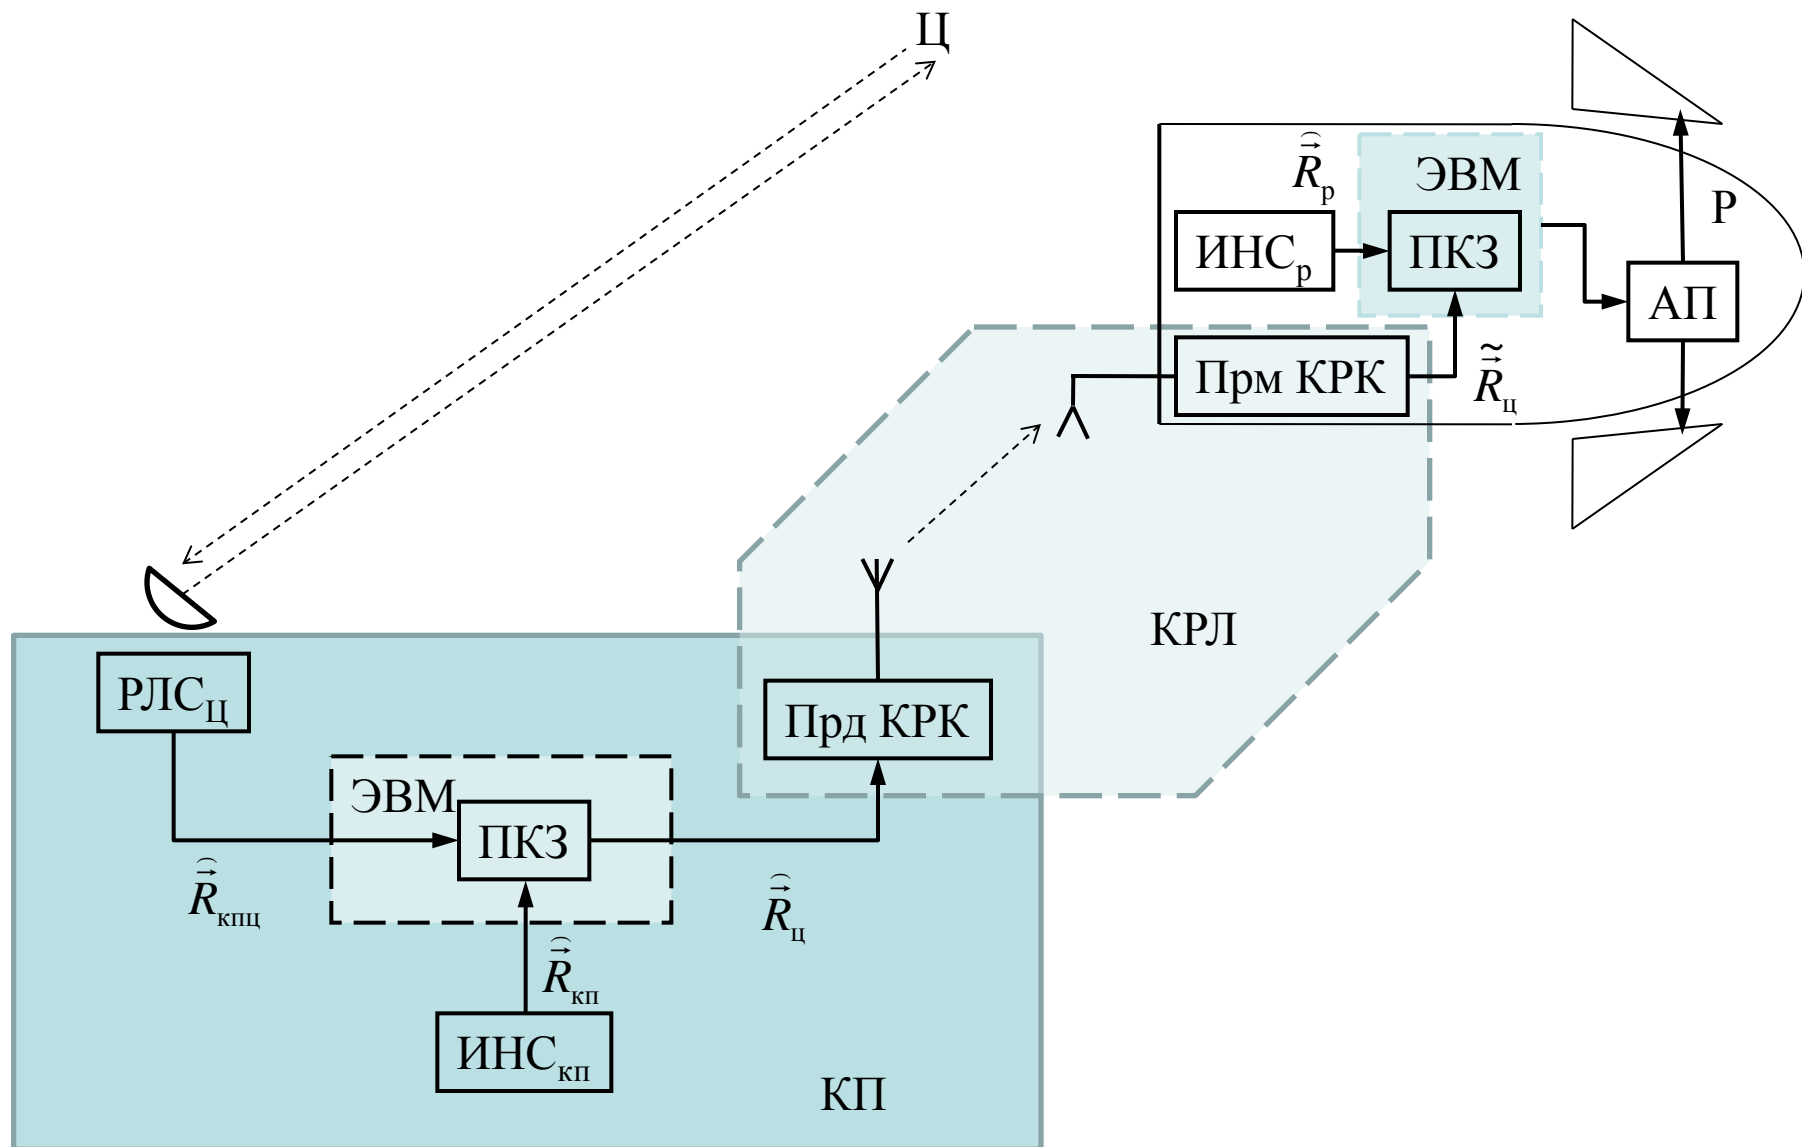 Ц
R⃗̂р
ЭВМ
Р
ИНСр
ПКЗ
АП
Прм КРК
R⃗̃ц
КРЛ
РЛСЦ
Прд КРК
ЭВМ
ПКЗ
R⃗̂кпц
R⃗̂ц
R⃗̂кп
ИНСкп
КП